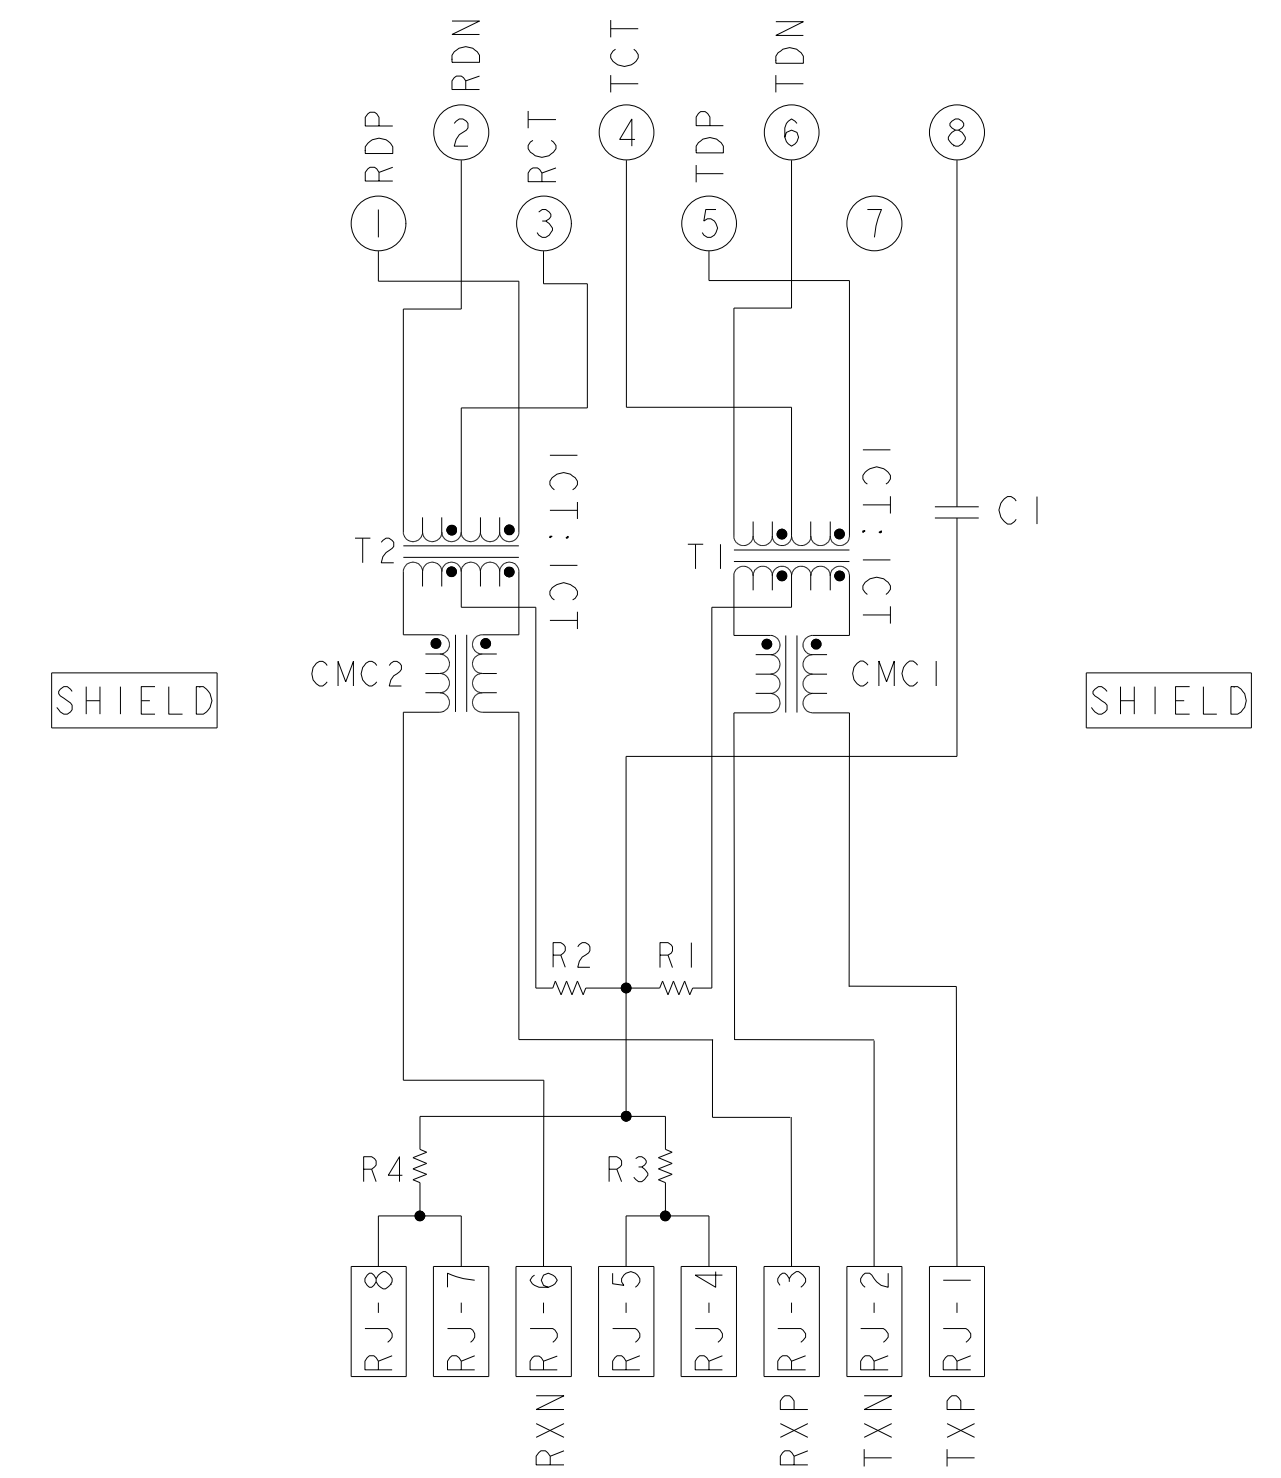 RDN
TCT
TDN
RDP
2
RCT
4
TDP
6
8
1
3
5
7
1CT:1CT
1CT:1CT
C1
T2
T1
CMC2
CMC1
SHIELD
SHIELD
R2
R1
R4
R3
RJ-8
RJ-7
RJ-6
RJ-5
RJ-4
RJ-3
RJ-2
RJ-1
RXN
RXP
TXN
TXP